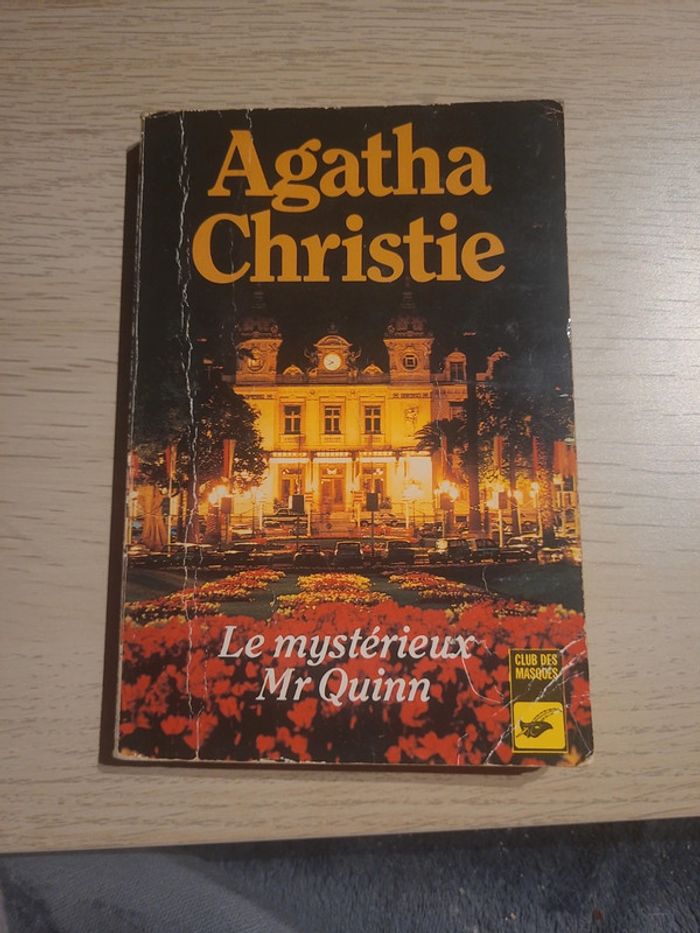 Agatha
Christie
Le mystérieux
Mr Quinn
CLUB DES
MASQUES